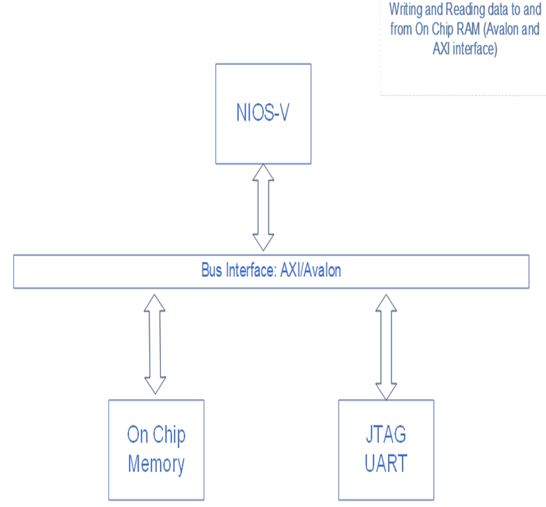 Writing and Reading data to and
from On Chip RAM (Avalon and
AXI interface)
NIOS-V
Bus Interface: AXI/Avalon
On Chip
Memory
JTAG
UART